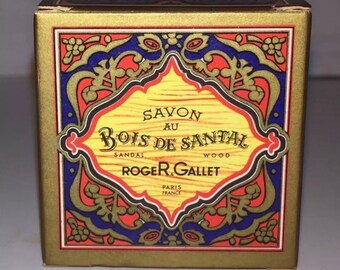 SAVON
AU
BOIS DE SANTAL
SANDAL WOOD
ROGER. GALLET
PARIS
FRANCE